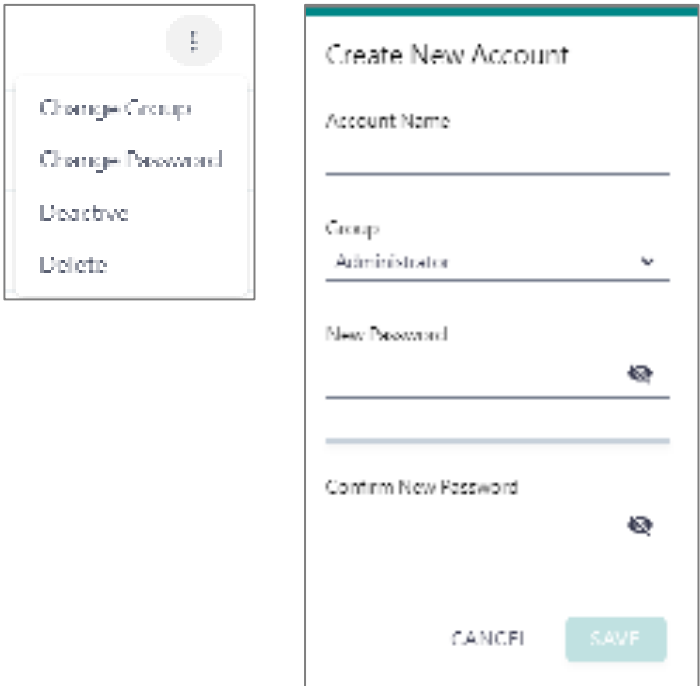 Change Group
Change Password
Deactive
Delete
Create New Account
Account Name
Group
Administrator
New Password
Confirm New Password
CANCEL
SAVE